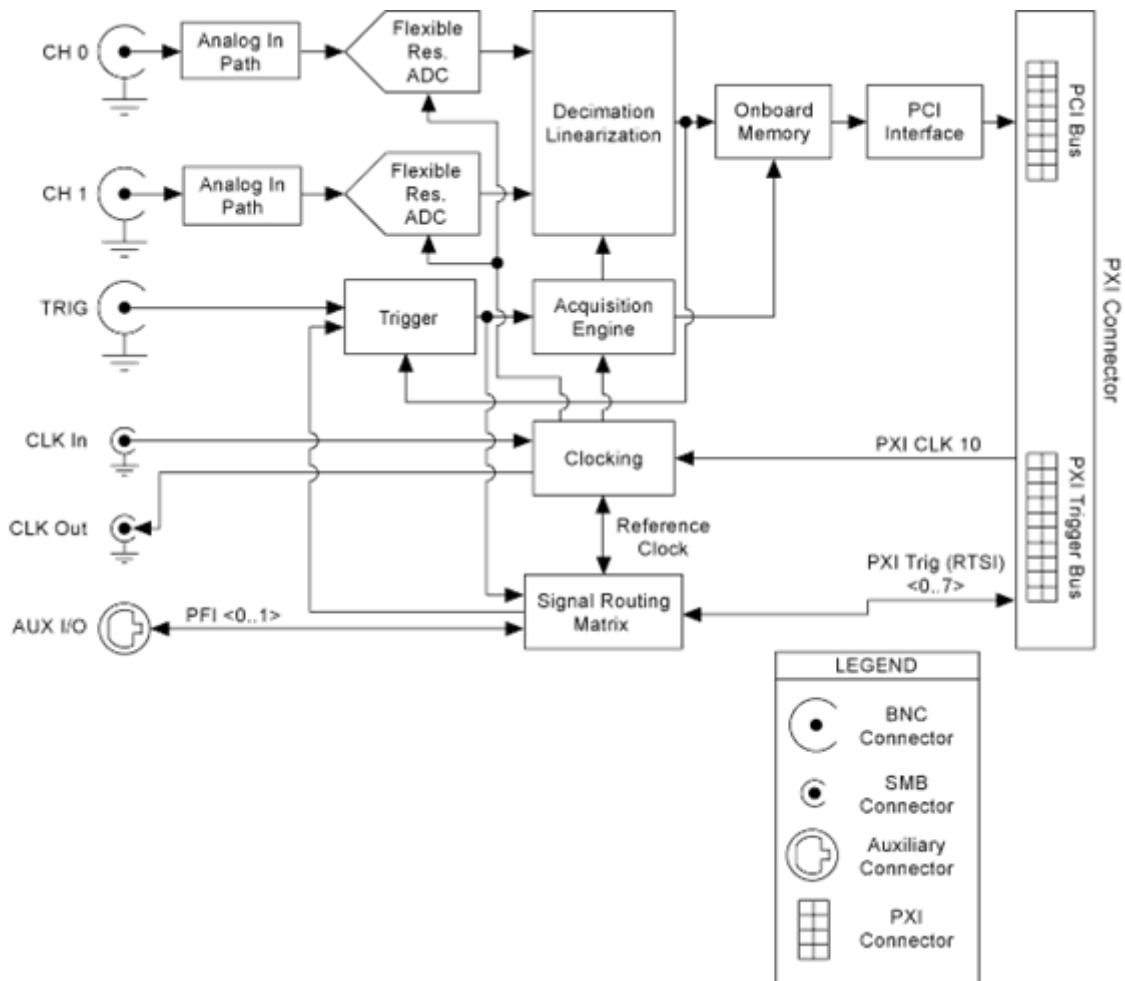 CH 0
Analog In
Path
Flexible
Res.
ADC
Decimation
Linearization
Onboard
Memory
PCI
Interface
PCI Bus
CH 1
Analog In
Path
Flexible
Res.
ADC
TRIG
Trigger
Acquisition
Engine
PXI Connector
CLK In
Clocking
PXI CLK 10
CLK Out
Reference
Clock
PXI Trigger Bus
PXI Trig (RTSI)
<0..7>
AUX I/O
PFI <0..1>
Signal Routing
Matrix
LEGEND
BNC
Connector
SMB
Connector
Auxiliary
Connector
PXI
Connector